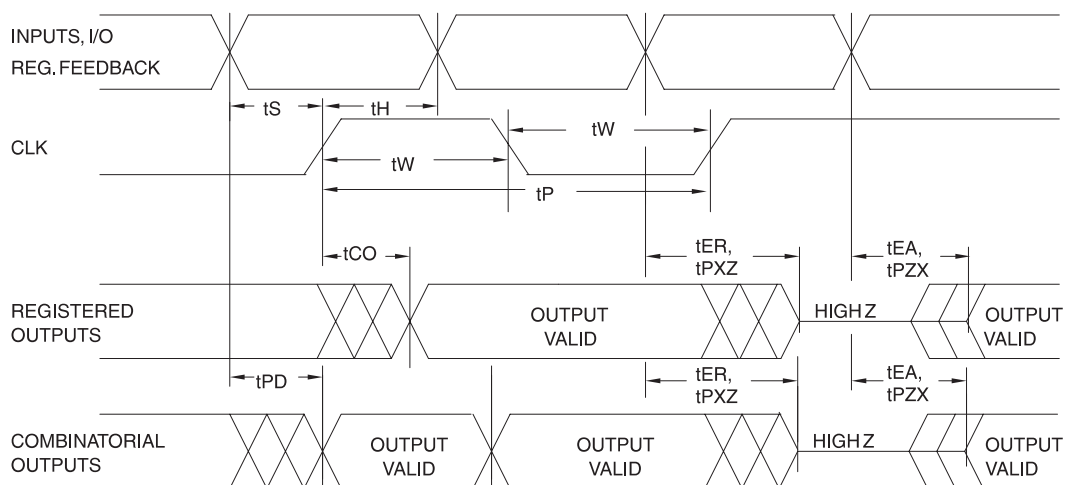 INPUTS, I/O
REG. FEEDBACK
tS
tH
tW
CLK
tW
tP
tCO
tER,
tPXZ
tEA,
tPZX
REGISTERED
OUTPUTS
OUTPUT
VALID
HIGH Z
OUTPUT
VALID
tPD
tER,
tPXZ
tEA,
tPZX
COMBINATORIAL
OUTPUTS
OUTPUT
VALID
OUTPUT
VALID
HIGH Z
OUTPUT
VALID